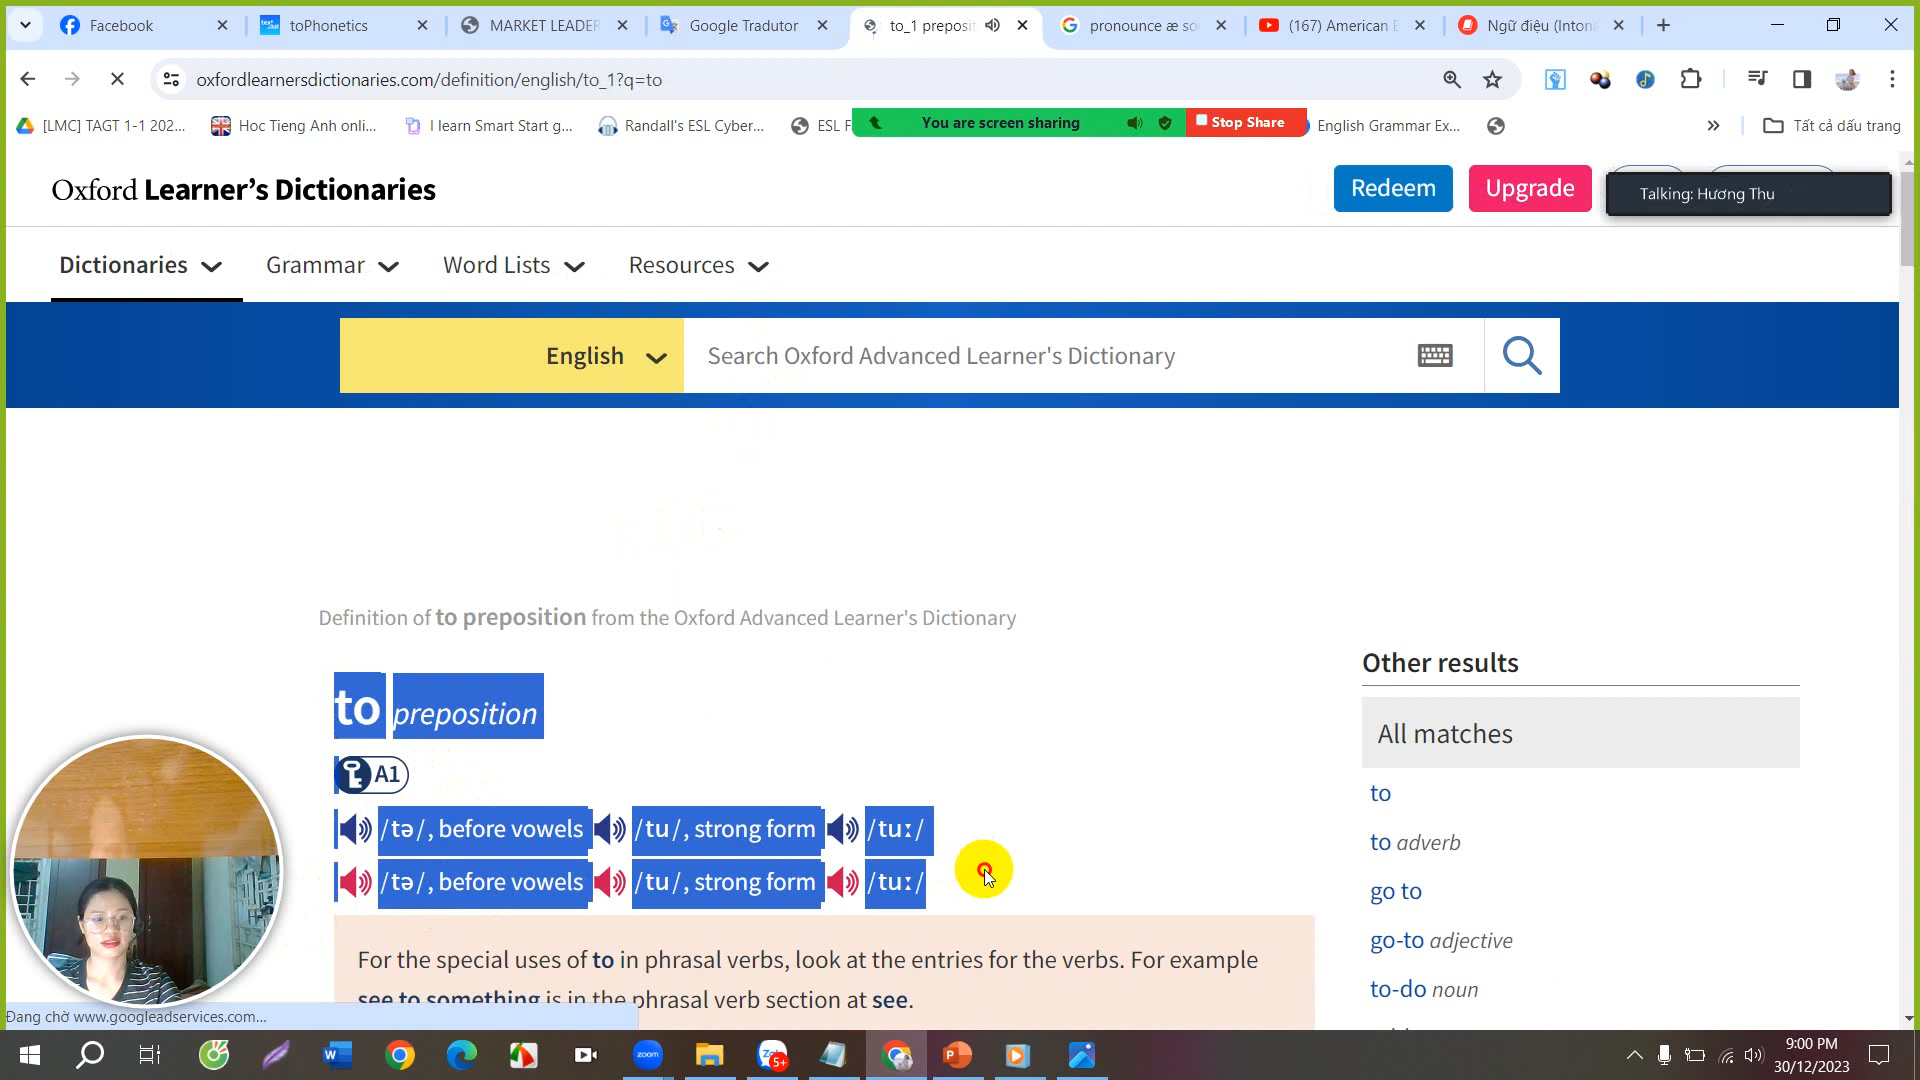 Facebook
toPhonetics
MARKET LEADER
Google Tradutor
to_1 preposit
pronounce æ so
(167) American E
Ngữ điệu (Inton
oxfordlearnersdictionaries.com/definition/english/to_1?q=to
[LMC] TAGT 1-1 202...
Hoc Tieng Anh onli...
I learn Smart Start g...
Randall's ESL Cyber...
ESL F
You are screen sharing
Stop Share
English Grammar Ex...
Tất cả dấu trang
Oxford Learner's Dictionaries
Redeem
Upgrade
Talking: Hương Thu
Dictionaries
Grammar
Word Lists
Resources
English
Search Oxford Advanced Learner's Dictionary
Definition of to preposition from the Oxford Advanced Learner's Dictionary
to preposition
A1
/tə/, before vowels /tu/, strong form /tuː/
/tə/, before vowels /tu/, strong form /tuː/
For the special uses of to in phrasal verbs, look at the entries for the verbs. For example
see to something is in the phrasal verb section at see.
Other results
All matches
to
to adverb
go to
go-to adjective
to-do noun
Đang chờ www.googleadservices.com...
zoom
5+
9:00 PM
30/12/2023